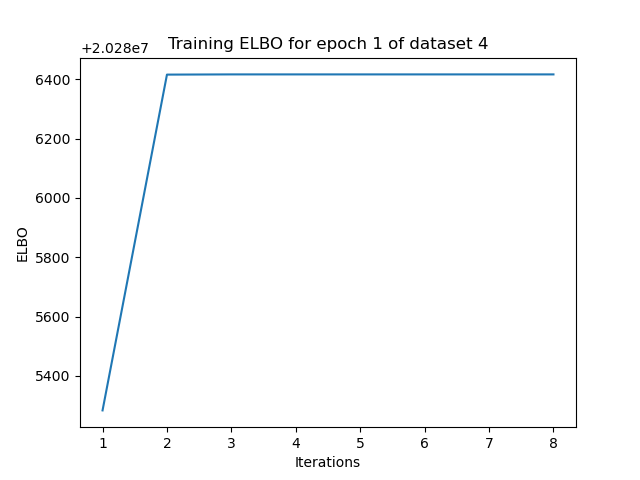 Training ELBO for epoch 1 of dataset 4
+2.028e7
6400
6200
6000
5800
5600
5400
ELBO
1 2 3 4 5 6 7 8
Iterations